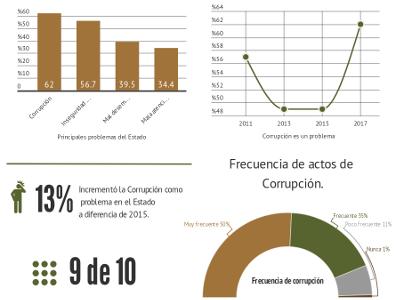 %60
%50
%40
%30
%20
%10
0
62
56.7
39.5
34.4
Corrupción
Inseguridad ...
Mal desem...
Mala atenci...
Principales problemas del Estado
%64
%62
%60
%58
%56
%54
%52
%50
%48
2011
2013
2015
2017
Corrupción es un problema
13%
Incrementó la Corrupción como
problema en el Estado
a diferencia de 2015.
9 de 10
Frecuencia de actos de
Corrupción.
Muy frecuente 50%
Frecuente 35%
Poco frecuente 11%
Nunca 1%
Frecuencia de corrupción